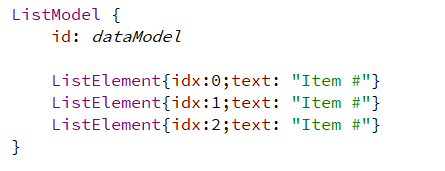 ListModel {
    id: dataModel

    ListElement{idx:0;text: "Item #"}
    ListElement{idx:1;text: "Item #"}
    ListElement{idx:2;text: "Item #"}
}